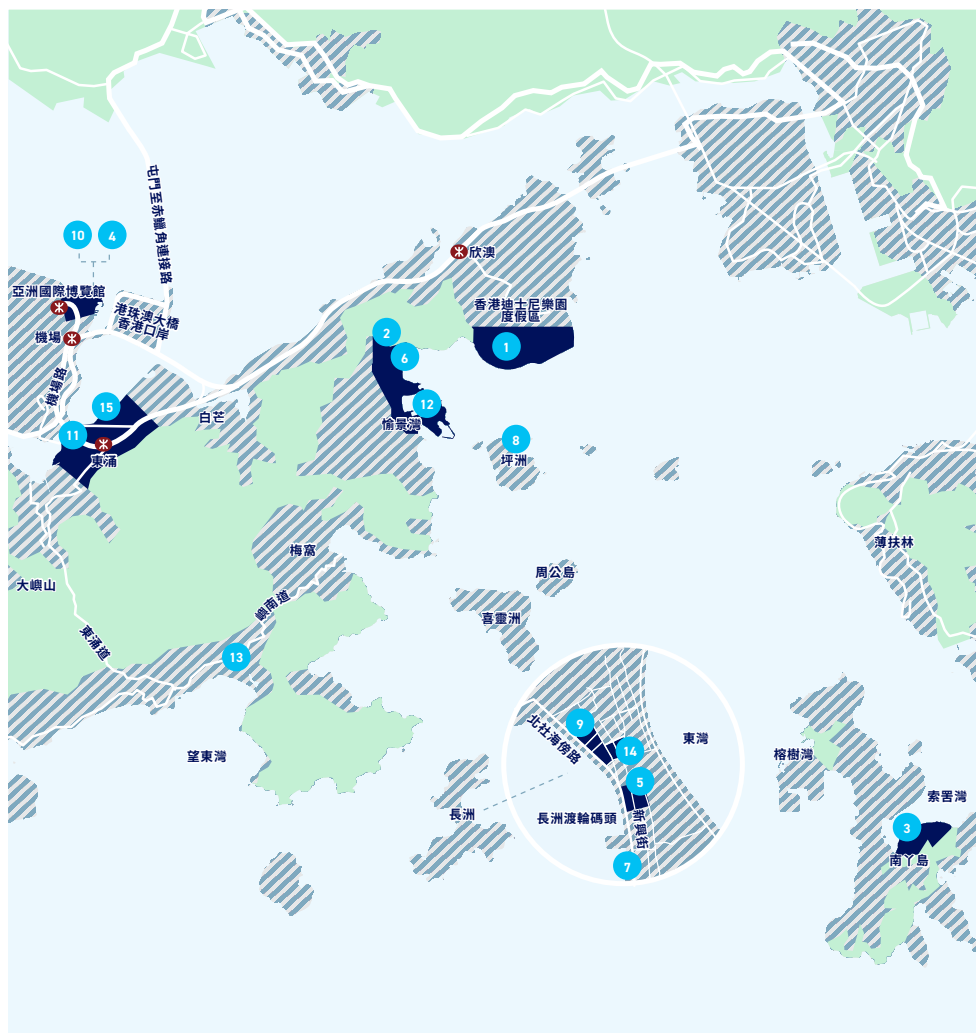 屯門至赤鱲角連接路
10
4
欣澳
亞洲國際博覽館
港珠澳大橋
香港口岸
香港迪士尼樂園
度假區
機場
2
1
6
機場路
15
白芒
12
11
愉景灣
東涌
8
坪洲
薄扶林
梅窩
周公島
大嶼山
嶼南道
喜靈洲
東涌道
13
北社海傍路
9
東灣
14
望東灣
榕樹灣
5
索罟灣
長洲
長洲渡輪碼頭
新興街
3
南丫島
7